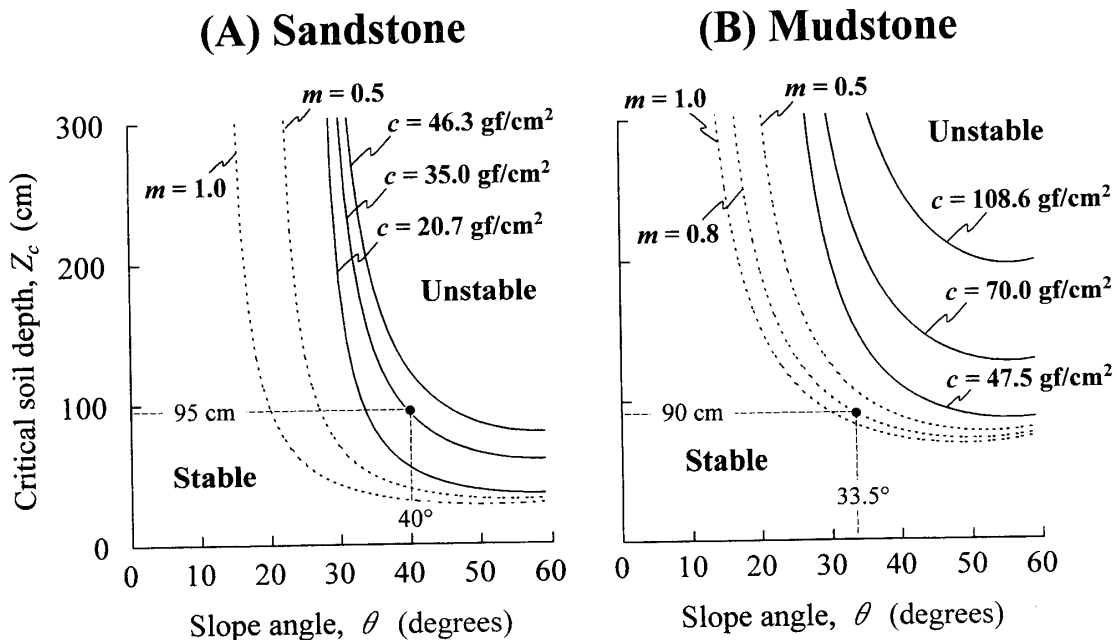 (A) Sandstone
m = 0.5
300
c = 46.3 gf/cm²
m = 1.0
c = 35.0 gf/cm²
c = 20.7 gf/cm²
200
Unstable
100
95 cm
Stable
40°
0
0 10 20 30 40 50 60
Critical soil depth, Zc (cm)
Slope angle, θ (degrees)
(B) Mudstone
m = 1.0
m = 0.5
Unstable
m = 0.8
c = 108.6 gf/cm²
c = 70.0 gf/cm²
c = 47.5 gf/cm²
90 cm
Stable
33.5°
0 10 20 30 40 50 60
Slope angle, θ (degrees)